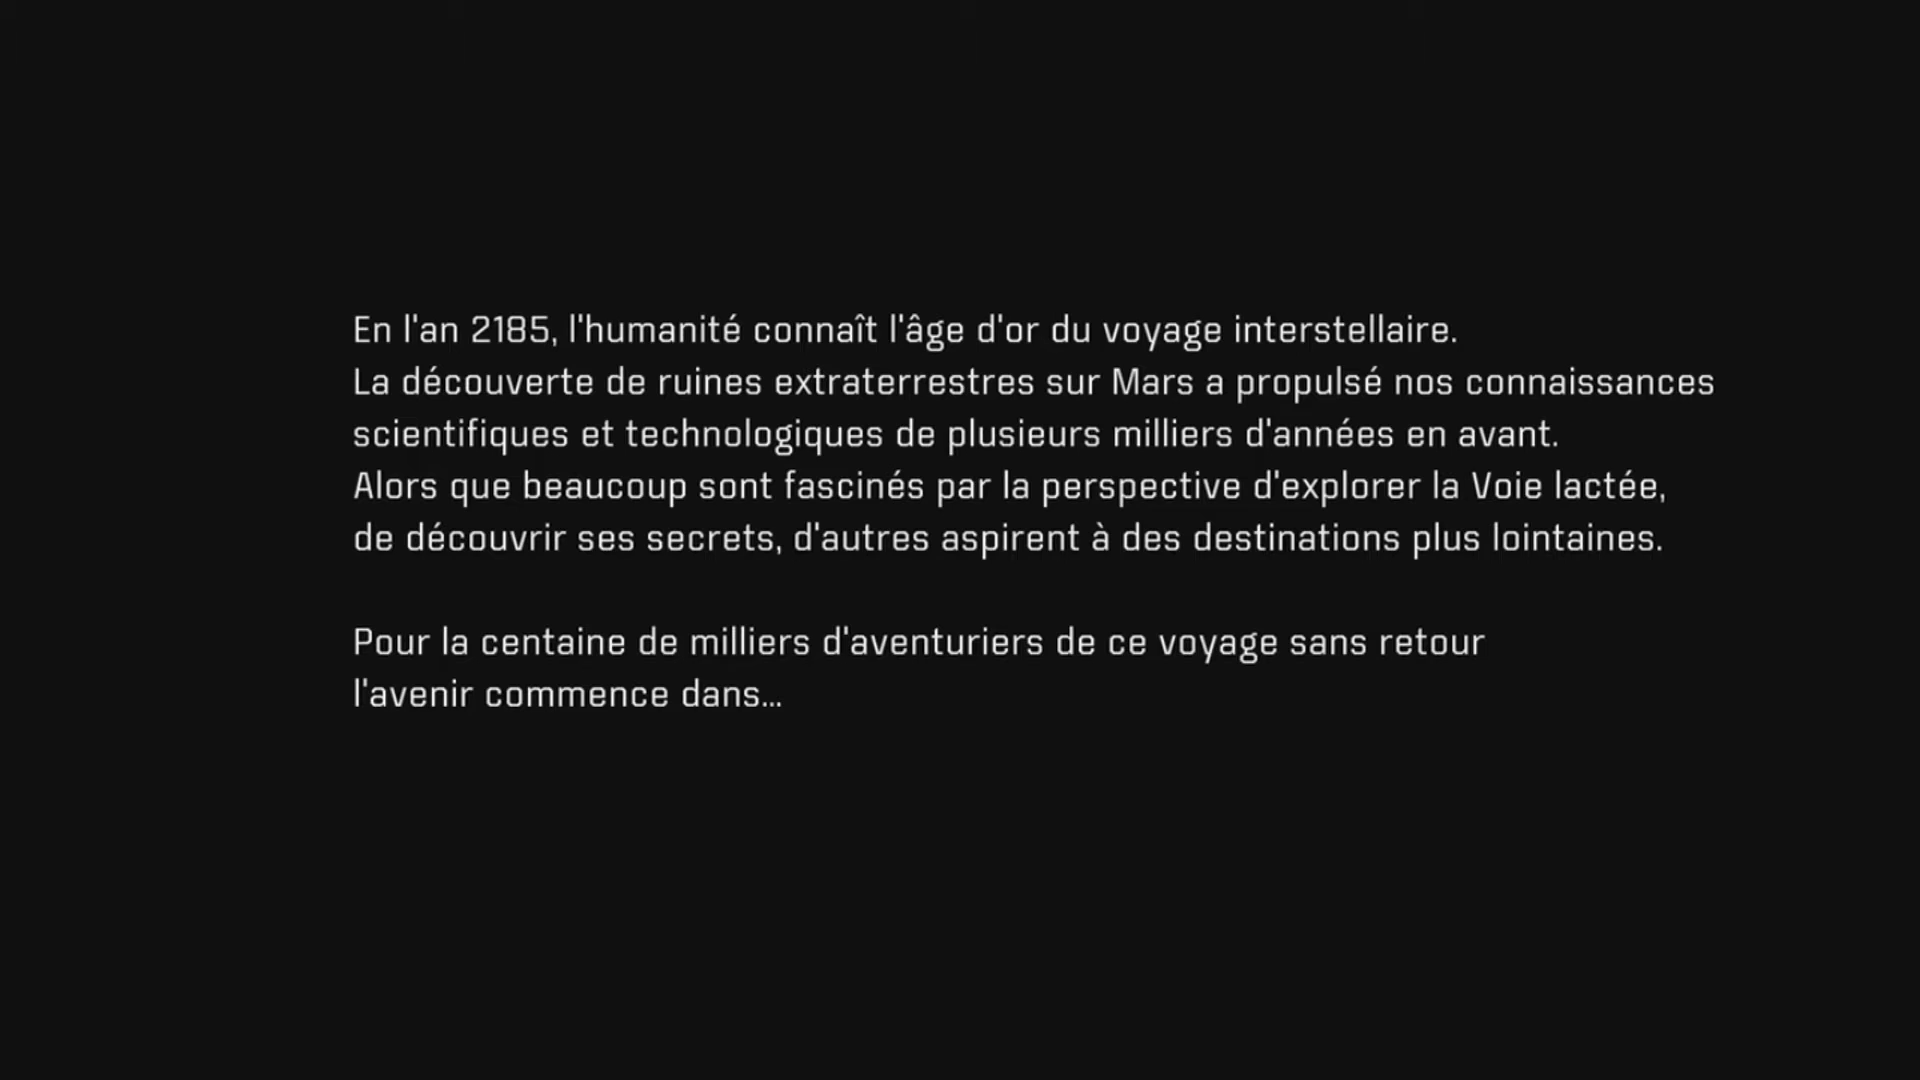 En l'an 2185, l'humanité connaît l'âge d'or du voyage interstellaire.
La découverte de ruines extraterrestres sur Mars a propulsé nos connaissances
scientifiques et technologiques de plusieurs milliers d'années en avant.
Alors que beaucoup sont fascinés par la perspective d'explorer la Voie lactée,
de découvrir ses secrets, d'autres aspirent à des destinations plus lointaines.
Pour la centaine de milliers d'aventuriers de ce voyage sans retour
l'avenir commence dans...